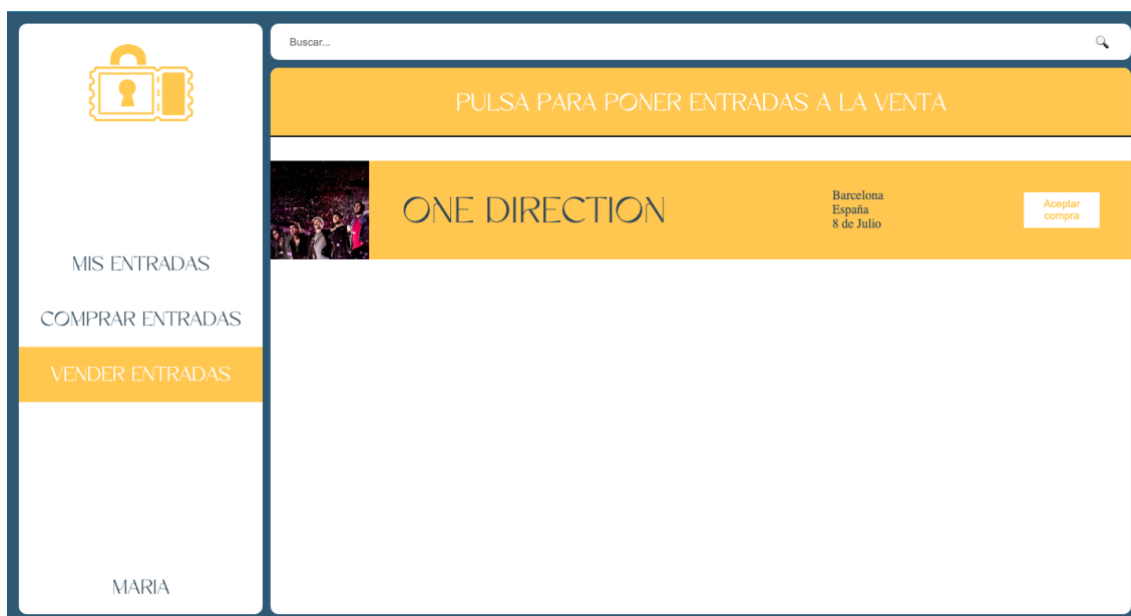 Buscar...
PULSA PARA PONER ENTRADAS A LA VENTA
ONE DIRECTION
Barcelona
España
8 de Julio
Aceptar
compra
MIS ENTRADAS
COMPRAR ENTRADAS
VENDER ENTRADAS
MARIA